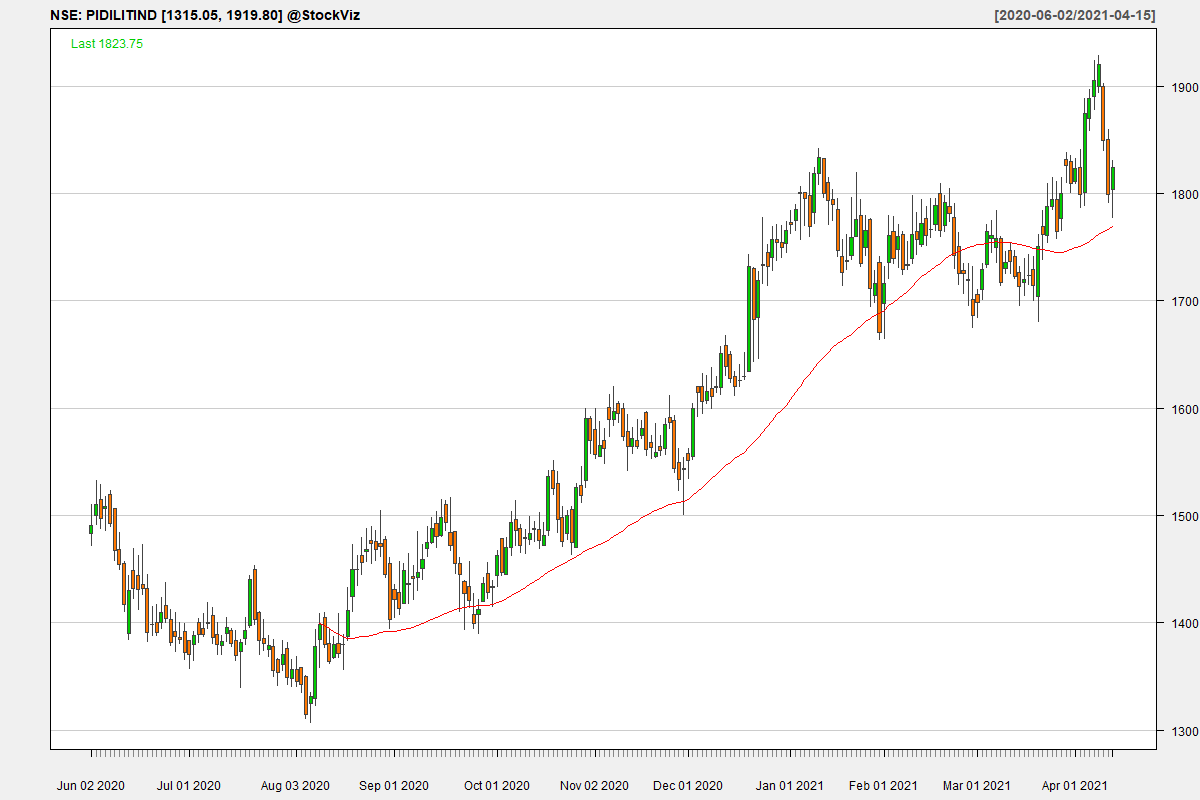 NSE: PIDILITIND [1315.05, 1919.80] @StockViz [2020-06-02/2021-04-15]
Last 1823.75
1900
1800
1700
1600
1500
1400
1300
Jun 02 2020 Jul 01 2020 Aug 03 2020 Sep 01 2020 Oct 01 2020 Nov 02 2020 Dec 01 2020 Jan 01 2021 Feb 01 2021 Mar 01 2021 Apr 01 2021